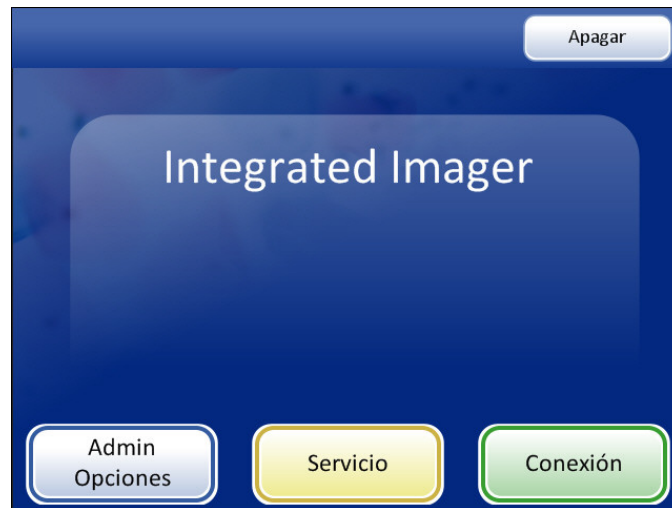 Apagar
Integrated Imager
Admin
Opciones
Servicio
Conexión